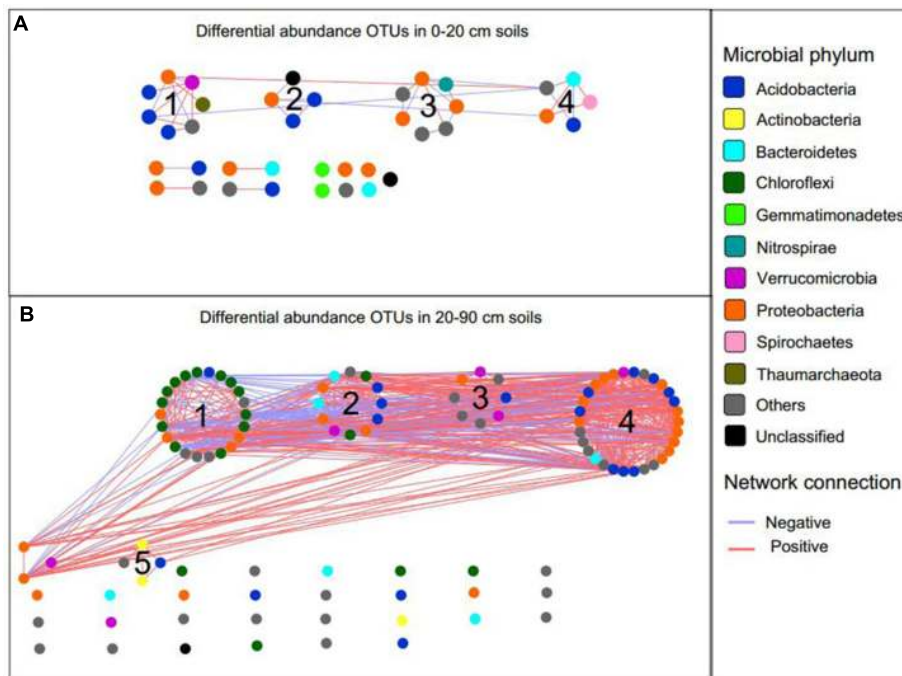 A
Differential abundance OTUs in 0-20 cm soils
1
2
3
4
B
Differential abundance OTUs in 20-90 cm soils
1
2
3
4
5
Microbial phylum
Acidobacteria
Actinobacteria
Bacteroidetes
Chloroflexi
Gemmatimonadetes
Nitrospirae
Verrucomicrobia
Proteobacteria
Spirochaetes
Thaumarchaeota
Others
Unclassified
Network connection
Negative
Positive